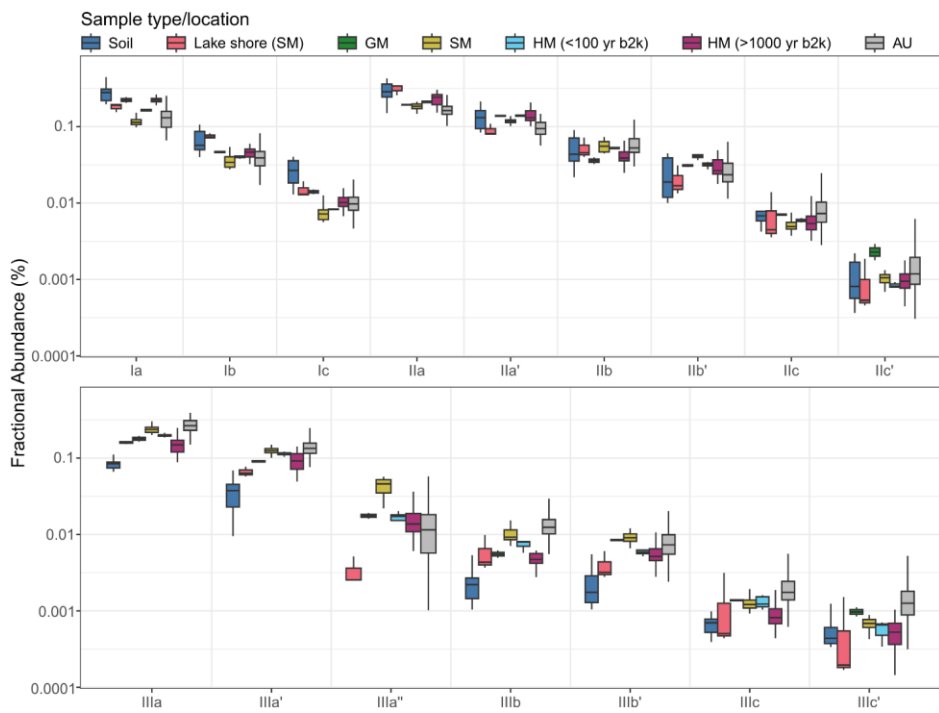 Sample type/location
Soil Lake shore (SM) GM SM HM (<100 yr b2k) HM (>1000 yr b2k) AU
Fractional Abundance (%)
0.1
0.01
0.001
0.0001
Ia Ib Ic IIa IIa' IIb IIb' IIc IIc'
0.1
0.01
0.001
0.0001
IIIa IIIa' IIIa" IIIb IIIb' IIIc IIIc'